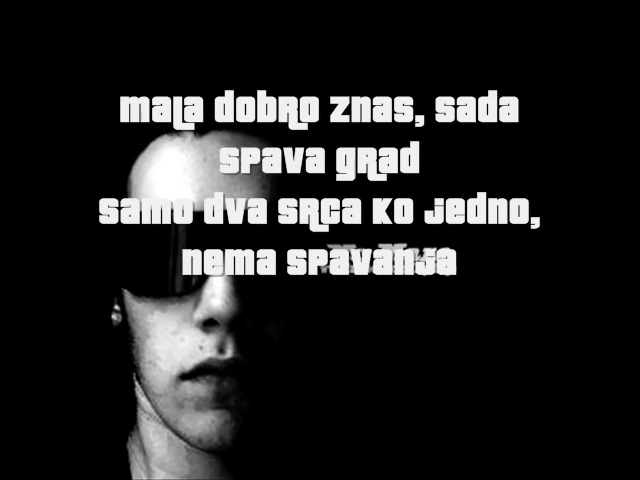 mala dobro znas, sada
spava grad
samo dva srca ko jedno,
nema spavanja